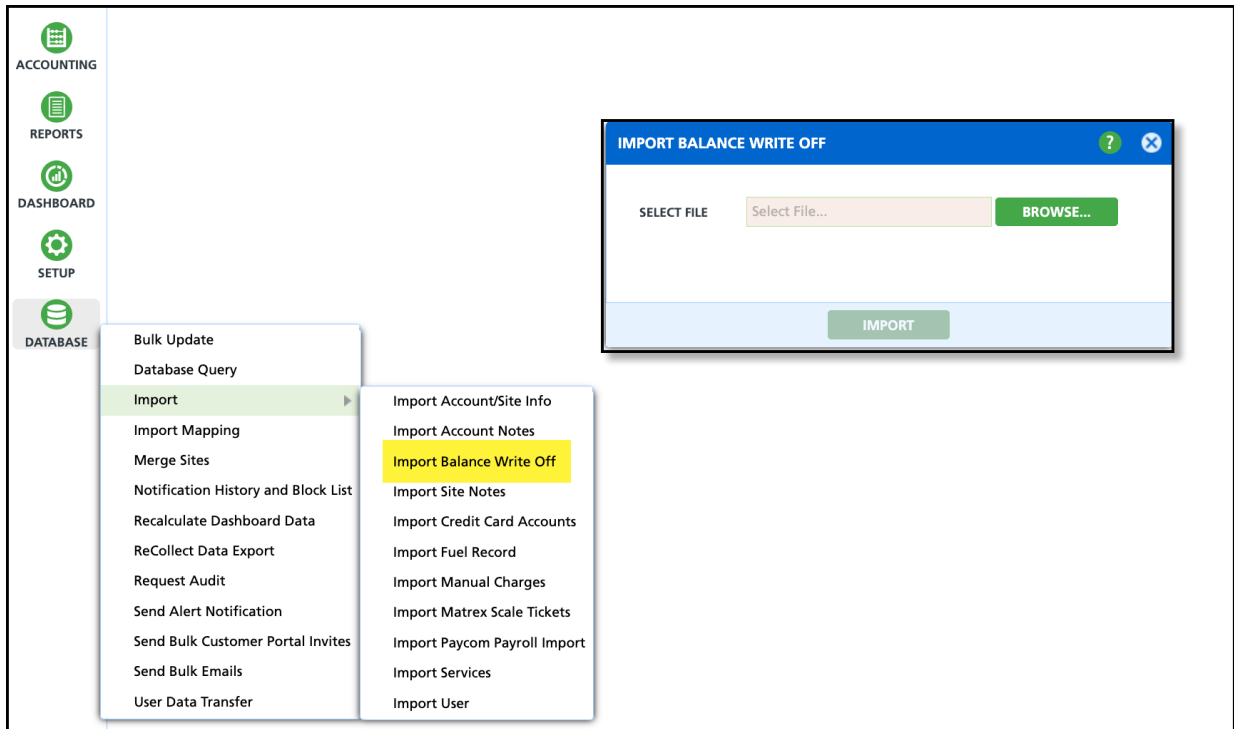 ACCOUNTING
REPORTS
DASHBOARD
SETUP
DATABASE
Bulk Update
Database Query
Import
Import Mapping
Merge Sites
Notification History and Block List
Recalculate Dashboard Data
ReCollect Data Export
Request Audit
Send Alert Notification
Send Bulk Customer Portal Invites
Send Bulk Emails
User Data Transfer
Import Account/Site Info
Import Account Notes
Import Balance Write Off
Import Site Notes
Import Credit Card Accounts
Import Fuel Record
Import Manual Charges
Import Matrex Scale Tickets
Import Paycom Payroll Import
Import Services
Import User
IMPORT BALANCE WRITE OFF ?
SELECT FILE Select File... BROWSE...
IMPORT